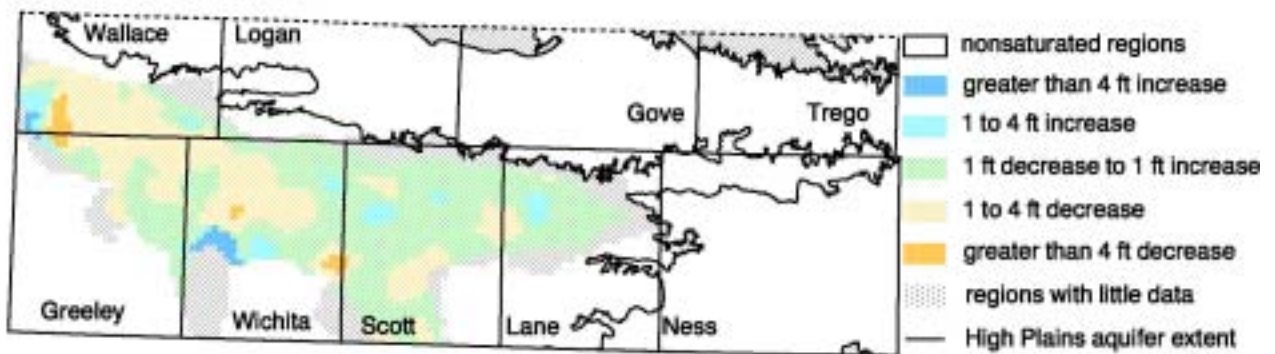 Wallace
Logan
Gove
Trego
Greeley
Wichita
Scott
Lane
Ness
nonsaturated regions
greater than 4 ft increase
1 to 4 ft increase
1 ft decrease to 1 ft increase
1 to 4 ft decrease
greater than 4 ft decrease
regions with little data
High Plains aquifer extent